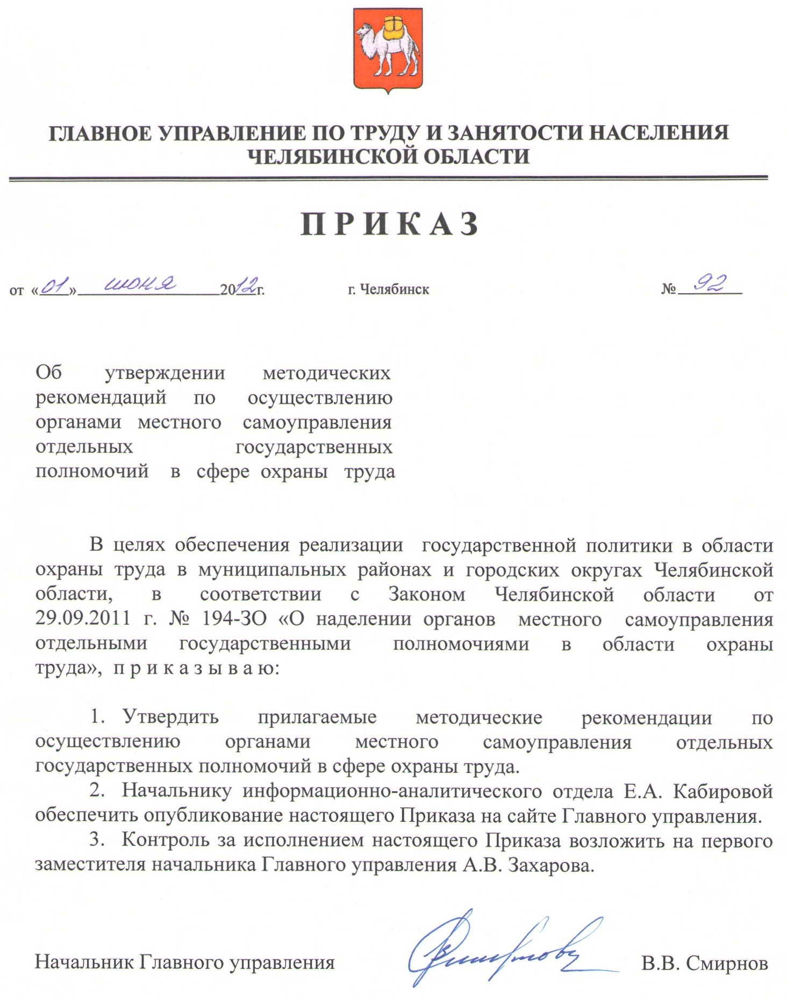 ГЛАВНОЕ УПРАВЛЕНИЕ ПО ТРУДУ И ЗАНЯТОСТИ НАСЕЛЕНИЯ
ЧЕЛЯБИНСКОЙ ОБЛАСТИ
П Р И К А З
от «01» июня 2012 г. г. Челябинск № 92
Об утверждении методических
рекомендаций по осуществлению
органами местного самоуправления
отдельных государственных
полномочий в сфере охраны труда
В целях обеспечения реализации государственной политики в области
охраны труда в муниципальных районах и городских округах Челябинской
области, в соответствии с Законом Челябинской области от
29.09.2011 г. № 194-ЗО «О наделении органов местного самоуправления
отдельными государственными полномочиями в области охраны
труда», п р и к а з ы в а ю:
1. Утвердить прилагаемые методические рекомендации по
осуществлению органами местного самоуправления отдельных
государственных полномочий в сфере охраны труда.
2. Начальнику информационно-аналитического отдела Е.А. Кабировой
обеспечить опубликование настоящего Приказа на сайте Главного управления.
3. Контроль за исполнением настоящего Приказа возложить на первого
заместителя начальника Главного управления А.В. Захарова.
Начальник Главного управления В.В. Смирнов